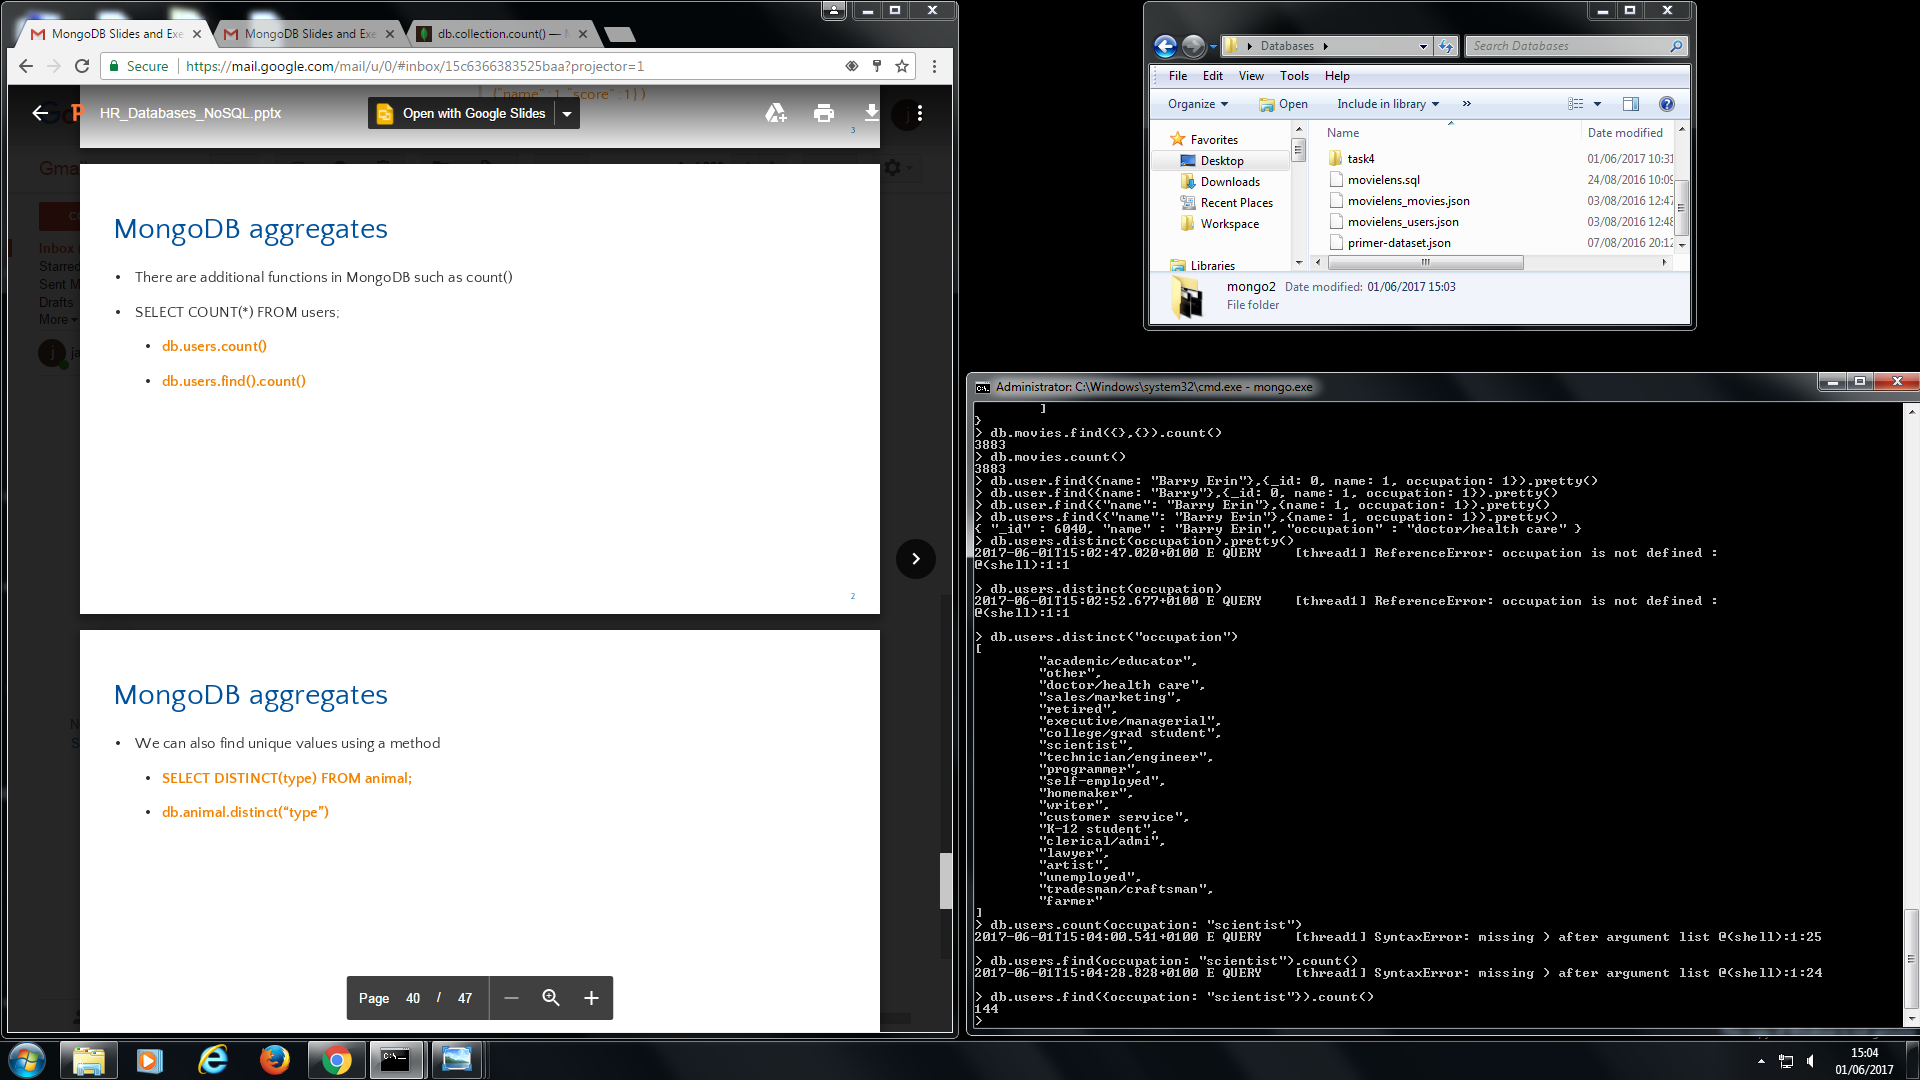 MongoDB Slides and Exe
MongoDB Slides and Exe
db.collection.count() —
Secure
https://mail.google.com/mail/u/0/#inbox/15c6366383525baa?projector=1
{"name" :1, "score" :1} )
HR_Databases_NoSQL.pptx
Open with Google Slides
3
Inbox
Starred
Sent M
Drafts
More
MongoDB aggregates
• There are additional functions in MongoDB such as count()
• SELECT COUNT(*) FROM users;
• db.users.count()
• db.users.find().count()
2
MongoDB aggregates
• We can also find unique values using a method
• SELECT DISTINCT(type) FROM animal;
• db.animal.distinct(“type”)
Page 40 / 47
Databases
Search Databases
File Edit View Tools Help
Organize Open Include in library »
Name Date modified
Favorites
Desktop
Downloads
Recent Places
Workspace
Libraries
task4 01/06/2017 10:31
movielens.sql 24/08/2016 10:09
movielens_movies.json 03/08/2016 12:47
movielens_users.json 03/08/2016 12:48
primer-dataset.json 07/08/2016 20:12
mongo2 Date modified: 01/06/2017 15:03
File folder
Administrator: C:\Windows\system32\cmd.exe - mongo.exe
]
}
> db.movies.find({},{}).count()
3883
> db.movies.count()
3883
> db.user.find({name: "Barry Erin"},{_id: 0, name: 1, occupation: 1}).pretty()
> db.user.find({name: "Barry"},{_id: 0, name: 1, occupation: 1}).pretty()
> db.user.find({"name": "Barry Erin"},{name: 1, occupation: 1}).pretty()
> db.users.find({"name": "Barry Erin"},{name: 1, occupation: 1}).pretty()
{ "_id" : 6040, "name" : "Barry Erin", "occupation" : "doctor/health care" }
> db.users.distinct(occupation).pretty()
2017-06-01T15:02:47.020+0100 E QUERY    [thread1] ReferenceError: occupation is not defined :
@(shell):1:1
> db.users.distinct(occupation)
2017-06-01T15:02:52.677+0100 E QUERY    [thread1] ReferenceError: occupation is not defined :
@(shell):1:1
> db.users.distinct("occupation")
[
"academic/educator",
"other",
"doctor/health care",
"sales/marketing",
"retired",
"executive/managerial",
"college/grad student",
"scientist",
"technician/engineer",
"programmer",
"self-employed",
"homemaker",
"writer",
"customer service",
"K-12 student",
"clerical/admi",
"lawyer",
"artist",
"unemployed",
"tradesman/craftsman",
"farmer"
]
> db.users.count(occupation: "scientist")
2017-06-01T15:04:00.541+0100 E QUERY    [thread1] SyntaxError: missing ) after argument list @(shell):1:25
> db.users.find(occupation: "scientist").count()
2017-06-01T15:04:28.828+0100 E QUERY    [thread1] SyntaxError: missing ) after argument list @(shell):1:24
> db.users.find({occupation: "scientist"}).count()
144
>
15:04
01/06/2017